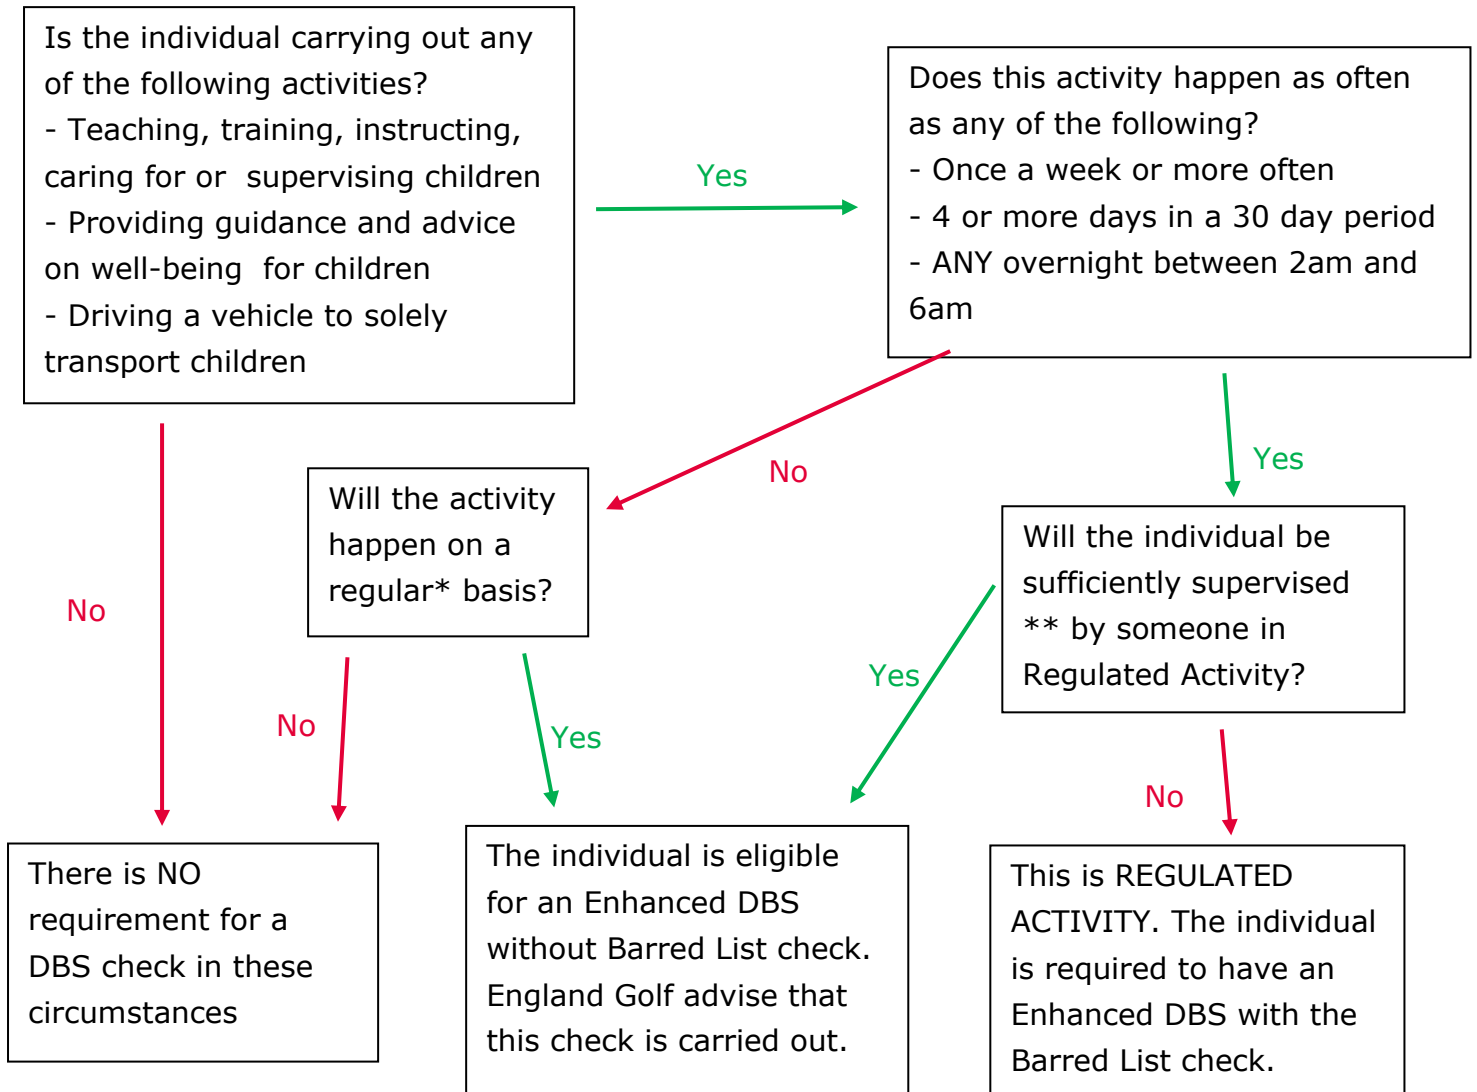 Is the individual carrying out any
of the following activities?
- Teaching, training, instructing,
caring for or  supervising children
- Providing guidance and advice
on well-being  for children
- Driving a vehicle to solely
transport children
Yes
Does this activity happen as often
as any of the following?
- Once a week or more often
- 4 or more days in a 30 day period
- ANY overnight between 2am and
6am
No
No
Yes
Will the activity
happen on a
regular* basis?
Will the individual be
sufficiently supervised
** by someone in
Regulated Activity?
No
Yes
Yes
No
There is NO
requirement for a
DBS check in these
circumstances
The individual is eligible
for an Enhanced DBS
without Barred List check.
England Golf advise that
this check is carried out.
This is REGULATED
ACTIVITY. The individual
is required to have an
Enhanced DBS with the
Barred List check.